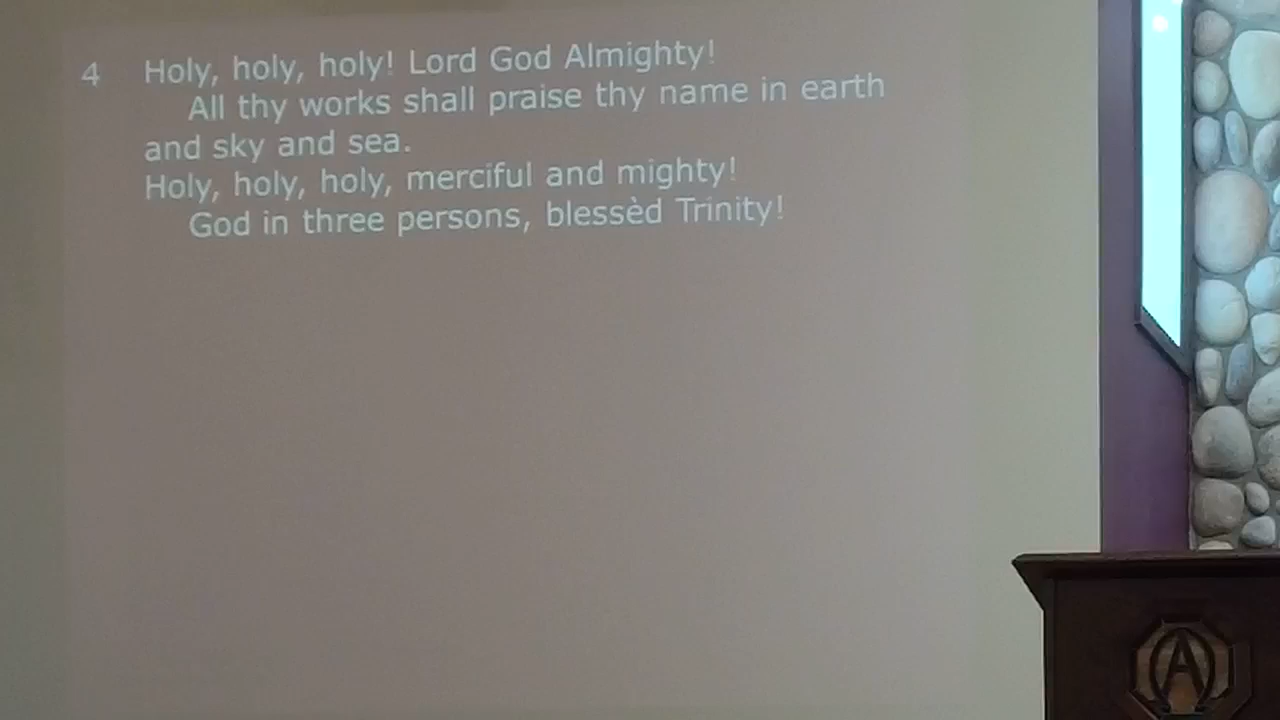 4 Holy, holy, holy! Lord God Almighty!
All thy works shall praise thy name in earth
and sky and sea.
Holy, holy, holy, merciful and mighty!
God in three persons, blessèd Trinity!